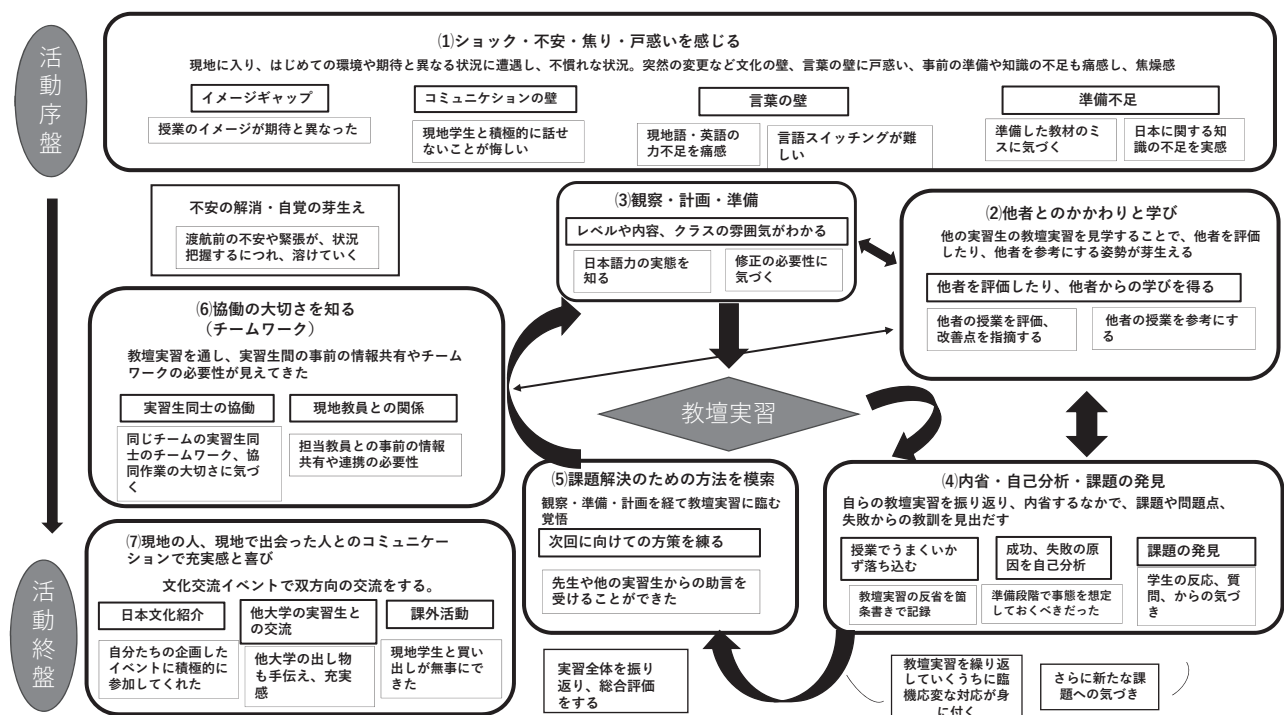 活動序盤
⑴ショック・不安・焦り・戸惑いを感じる
現地に入り、はじめての環境や期待と異なる状況に遭遇し、不慣れな状況。突然の変更など文化の壁、言葉の壁に戸惑い、事前の準備や知識の不足も痛感し、焦燥感
イメージギャップ
授業のイメージが期待と異なった
コミュニケションの壁
現地学生と積極的に話せ
ないことが悔しい
言葉の壁
現地語・英語の
力不足を痛感
言語スイッチングが難
しい
準備不足
準備した教材のミ
スに気づく
日本に関する知
識の不足を実感
不安の解消・自覚の芽生え
渡航前の不安や緊張が、状況
把握するにつれ、溶けていく
⑶観察・計画・準備
レベルや内容、クラスの雰囲気がわかる
日本語力の実態を
知る
修正の必要性に
気づく
⑵他者とのかかわりと学び
他の実習生の教壇実習を見学することで、他者を評価
したり、他者を参考にする姿勢が芽生える
他者を評価したり、他者からの学びを得る
他者の授業を評価、
改善点を指摘する
他者の授業を参考にす
る
⑹協働の大切さを知る
（チームワーク）
教壇実習を通し、実習生間の事前の情報共有やチーム
ワークの必要性が見えてきた
実習生同士の協働
同じチームの実習生同
士のチームワーク、協
同作業の大切さに気づ
く
現地教員との関係
担当教員との事前の情報
共有や連携の必要性
教壇実習
⑸課題解決のための方法を模索
観察・準備・計画を経て教壇実習に臨む
覚悟
次回に向けての方策を練る
先生や他の実習生からの助言を
受けることができた
⑷内省・自己分析・課題の発見
自らの教壇実習を振り返り、内省するなかで、課題や問題点、
失敗からの教訓を見出だす
授業でうまくいか
ず落ち込む
教壇実習の反省を箇
条書きで記録
成功、失敗の原
因を自己分析
準備段階で事態を想定
しておくべきだった
課題の発見
学生の反応、質
問、からの気づ
き
⑺現地の人、現地で出会った人とのコミュニケー
ションで充実感と喜び
文化交流イベントで双方向の交流をする。
日本文化紹介
自分たちの企画した
イベントに積極的に
参加してくれた
他大学の実習生と
の交流
他大学の出し物
も手伝え、充実
感
課外活動
現地学生と買い
出しが無事にで
きた
活動終盤
実習全体を振り
返り、総合評価
をする
教壇実習を繰り返
していくうちに臨
機応変な対応が身
に付く
さらに新たな課
題への気づき